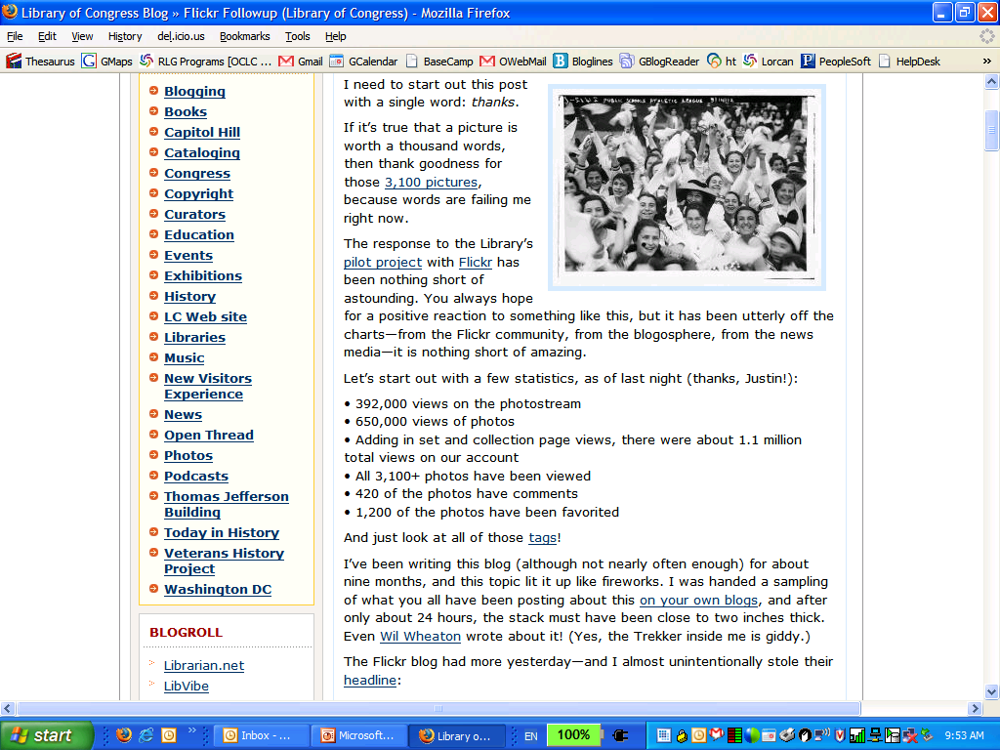 Library of Congress Blog » Flickr Followup (Library of Congress) - Mozilla Firefox
File Edit View History del.icio.us Bookmarks Tools Help
Thesaurus GMaps RLG Programs [OCLC ... Gmail GCalendar BaseCamp OWebMail Bloglines GBlogReader ht Lorcan PeopleSoft HelpDesk »
Blogging
Books
Capitol Hill
Cataloging
Congress
Copyright
Curators
Education
Events
Exhibitions
History
LC Web site
Libraries
Music
New Visitors
Experience
News
Open Thread
Photos
Podcasts
Thomas Jefferson
Building
Today in History
Veterans History
Project
Washington DC
BLOGROLL
Librarian.net
LibVibe
I need to start out this post
with a single word: thanks.
If it's true that a picture is
worth a thousand words,
then thank goodness for
those 3,100 pictures,
because words are failing me
right now.
PUBLIC SCHOOLS ATHLETIC LEAGUE
The response to the Library's
pilot project with Flickr has
been nothing short of
astounding. You always hope
for a positive reaction to something like this, but it has been utterly off the
charts—from the Flickr community, from the blogosphere, from the news
media—it is nothing short of amazing.
Let's start out with a few statistics, as of last night (thanks, Justin!):
• 392,000 views on the photostream
• 650,000 views of photos
• Adding in set and collection page views, there were about 1.1 million
total views on our account
• All 3,100+ photos have been viewed
• 420 of the photos have comments
• 1,200 of the photos have been favorited
And just look at all of those tags!
I've been writing this blog (although not nearly often enough) for about
nine months, and this topic lit it up like fireworks. I was handed a sampling
of what you all have been posting about this on your own blogs, and after
only about 24 hours, the stack must have been close to two inches thick.
Even Wil Wheaton wrote about it! (Yes, the Trekker inside me is giddy.)
The Flickr blog had more yesterday—and I almost unintentionally stole their
headline:
start » Inbox - ... Microsoft... Library o... EN 100% 9:53 AM